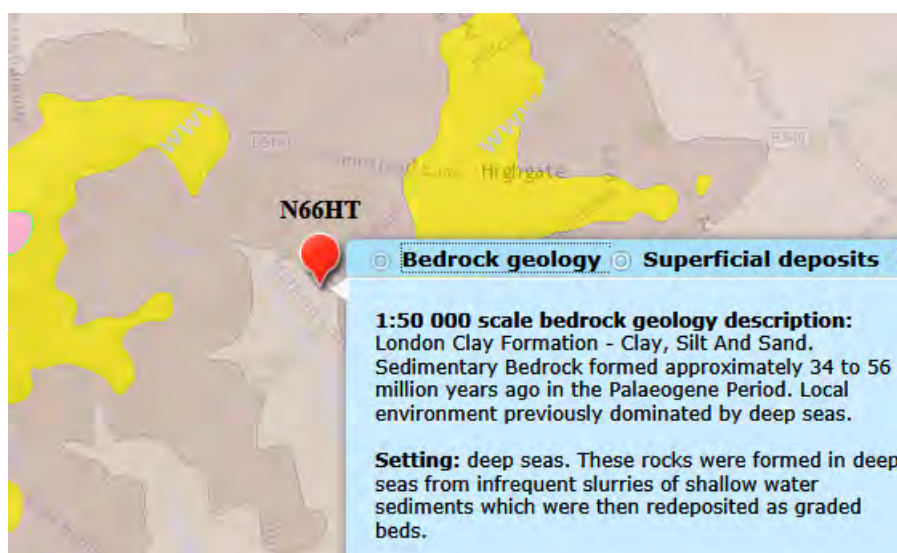 www
www
B519
Highgate
N66HT
Bedrock geology Superficial deposits
1:50 000 scale bedrock geology description:
London Clay Formation - Clay, Silt And Sand.
Sedimentary Bedrock formed approximately 34 to 56
million years ago in the Palaeogene Period. Local
environment previously dominated by deep seas.
Setting: deep seas. These rocks were formed in deep
seas from infrequent slurries of shallow water
sediments which were then redeposited as graded
beds.